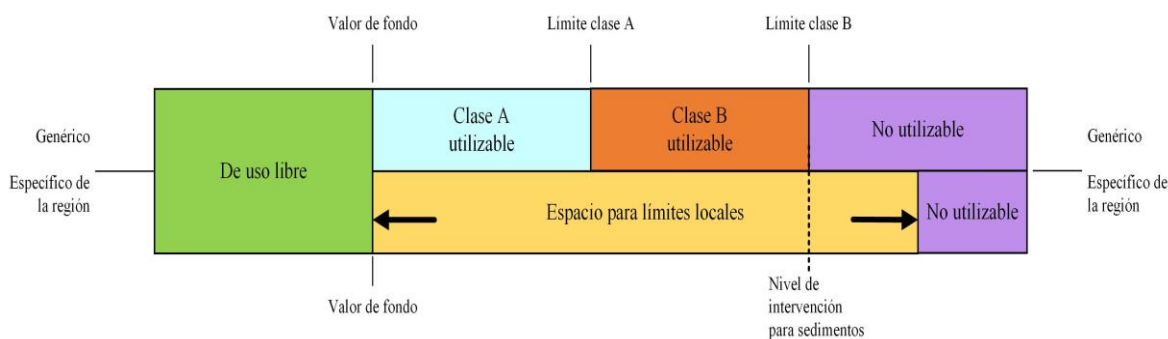 Valor de fondo
Límite clase A
Límite clase B
Genérico
Específico de
la región
De uso libre
Clase A
utilizable
Clase B
utilizable
No utilizable
Espacio para límites locales
No utilizable
Genérico
Específico de
la región
Valor de fondo
Nivel de
intervención
para sedimentos